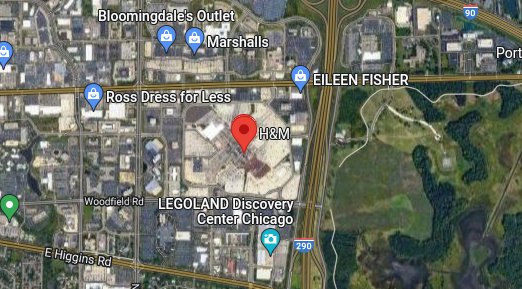 Bloomingdale's Outlet
90
Marshalls
Port
EILEEN FISHER
Ross Dress for Less
H&M
Woodfield Rd
LEGOLAND Discovery
Center Chicago
290
E Higgins Rd
N